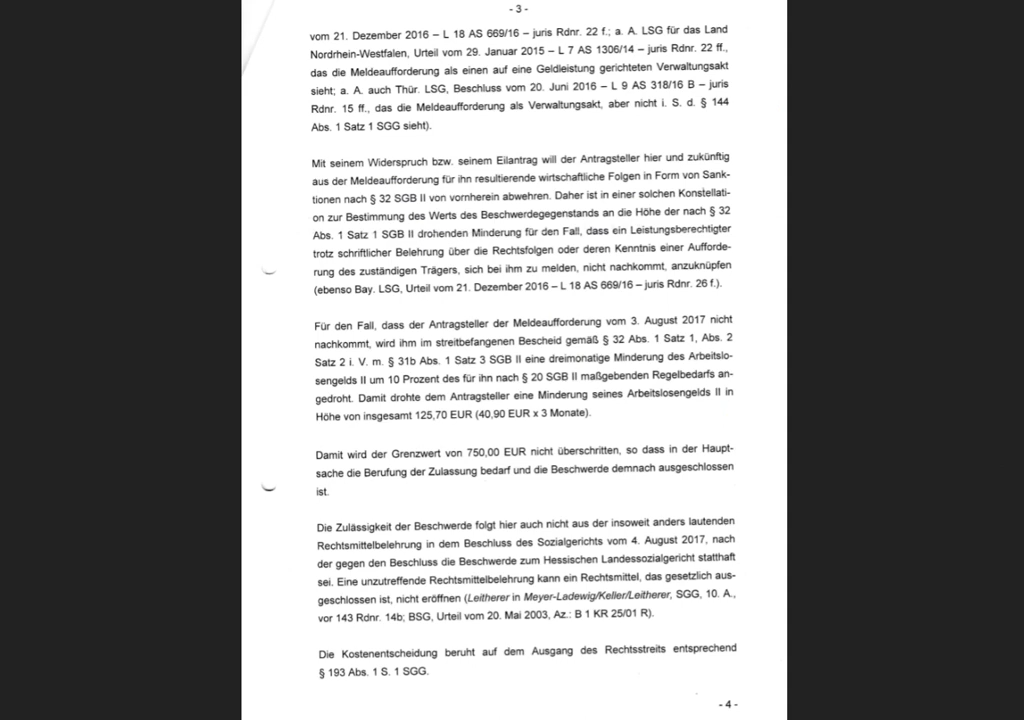 - 3 -
vom 21. Dezember 2016 – L 18 AS 669/16 – juris Rdnr. 22 f.; a. A. LSG für das Land
Nordrhein-Westfalen, Urteil vom 29. Januar 2015 – L 7 AS 1306/14 – juris Rdnr. 22 ff.,
das die Meldeaufforderung als einen auf eine Geldleistung gerichteten Verwaltungsakt
sieht; a. A. auch Thür. LSG, Beschluss vom 20. Juni 2016 – L 9 AS 318/16 B – juris
Rdnr. 15 ff., das die Meldeaufforderung als Verwaltungsakt, aber nicht i. S. d. § 144
Abs. 1 Satz 1 SGG sieht).
Mit seinem Widerspruch bzw. seinem Eilantrag will der Antragsteller hier und zukünftig
aus der Meldeaufforderung für ihn resultierende wirtschaftliche Folgen in Form von Sank-
tionen nach § 32 SGB II von vornherein abwehren. Daher ist in einer solchen Konstellati-
on zur Bestimmung des Werts des Beschwerdegegenstands an die Höhe der nach § 32
Abs. 1 Satz 1 SGB II drohenden Minderung für den Fall, dass ein Leistungsberechtigter
trotz schriftlicher Belehrung über die Rechtsfolgen oder deren Kenntnis einer Aufforde-
rung des zuständigen Trägers, sich bei ihm zu melden, nicht nachkommt, anzuknüpfen
(ebenso Bay. LSG, Urteil vom 21. Dezember 2016 – L 18 AS 669/16 – juris Rdnr. 26 f.).
Für den Fall, dass der Antragsteller der Meldeaufforderung vom 3. August 2017 nicht
nachkommt, wird ihm im streitbefangenen Bescheid gemäß § 32 Abs. 1 Satz 1, Abs. 2
Satz 2 i. V. m. § 31b Abs. 1 Satz 3 SGB II eine dreimonatige Minderung des Arbeitslo-
sengelds II um 10 Prozent des für ihn nach § 20 SGB II maßgebenden Regelbedarfs an-
gedroht. Damit drohte dem Antragsteller eine Minderung seines Arbeitslosengelds II in
Höhe von insgesamt 125,70 EUR (40,90 EUR x 3 Monate).
Damit wird der Grenzwert von 750,00 EUR nicht überschritten, so dass in der Haupt-
sache die Berufung der Zulassung bedarf und die Beschwerde demnach ausgeschlossen
ist.
Die Zulässigkeit der Beschwerde folgt hier auch nicht aus der insoweit anders lautenden
Rechtsmittelbelehrung in dem Beschluss des Sozialgerichts vom 4. August 2017, nach
der gegen den Beschluss die Beschwerde zum Hessischen Landessozialgericht statthaft
sei. Eine unzutreffende Rechtsmittelbelehrung kann ein Rechtsmittel, das gesetzlich aus-
geschlossen ist, nicht eröffnen (Leitherer in Meyer-Ladewig/Keller/Leitherer, SGG, 10. A.,
vor 143 Rdnr. 14b; BSG, Urteil vom 20. Mai 2003, Az.: B 1 KR 25/01 R).
Die Kostenentscheidung beruht auf dem Ausgang des Rechtsstreits entsprechend
§ 193 Abs. 1 S. 1 SGG.
- 4 -